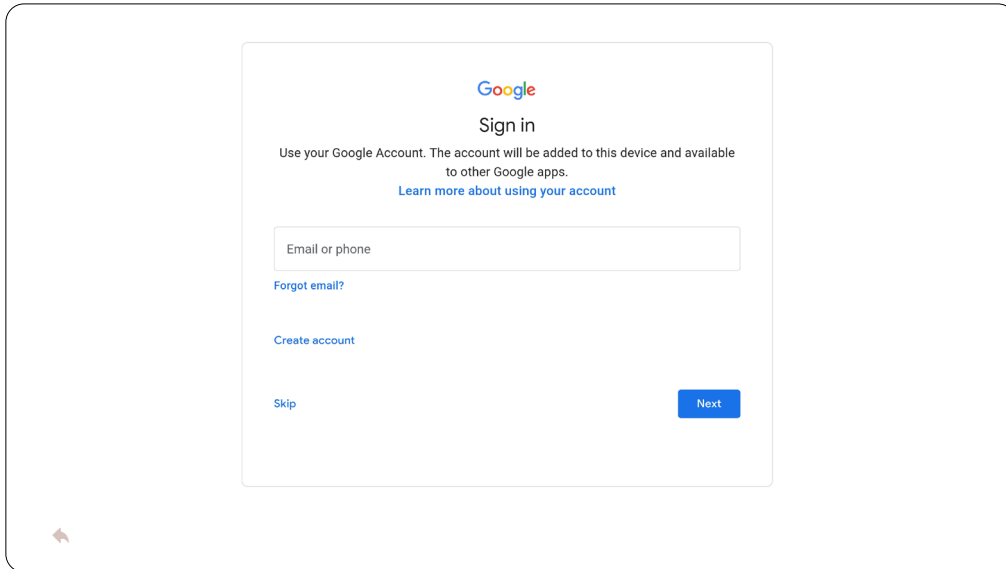 Google
Sign in
Use your Google Account. The account will be added to this device and available
to other Google apps.
Learn more about using your account
Email or phone
Forgot email?
Create account
Skip
Next